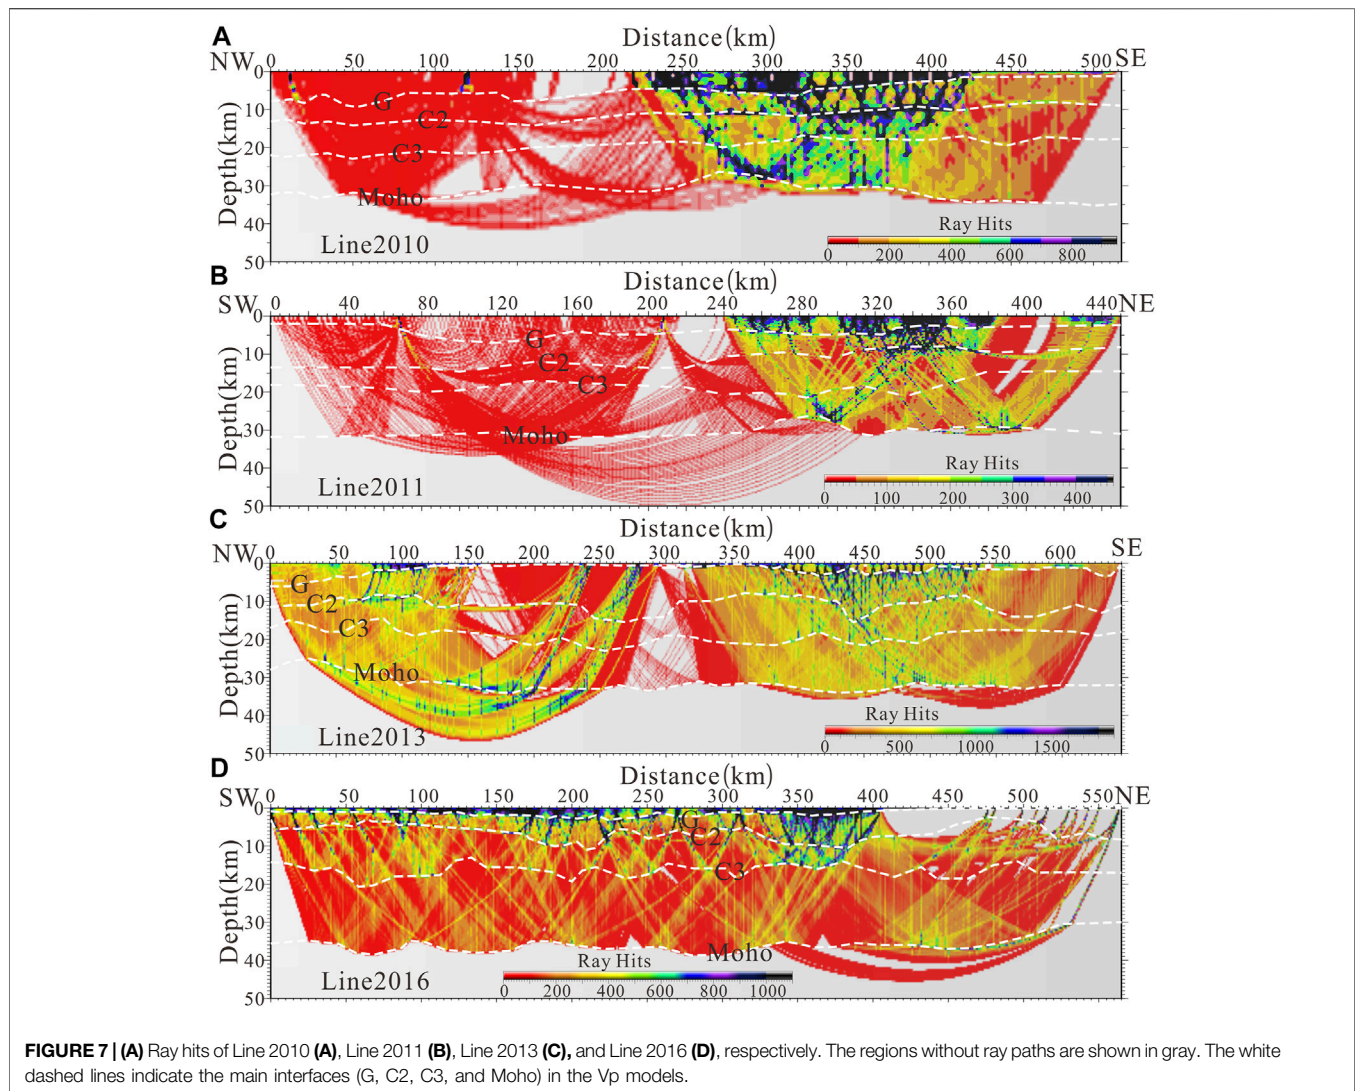 A
Distance(km)
NW 0 50 100 150 200 250 300 350 400 450 500 SE
0
10
20
30
40
50
Depth(km)
G
C2
C3
Moho
Line2010
Ray Hits
0 200 400 600 800
B
Distance(km)
SW 0 40 80 120 160 200 240 280 320 360 400 440 NE
0
10
20
30
40
50
Depth(km)
G
C2
C3
Moho
Line2011
Ray Hits
0 100 200 300 400
C
Distance(km)
NW 0 50 100 150 200 250 300 350 400 450 500 550 600 SE
0
10
20
30
40
50
Depth(km)
G
C2
C3
Moho
Line2013
Ray Hits
0 500 1000 1500
D
Distance(km)
SW 0 50 100 150 200 250 300 350 400 450 500 550 NE
0
10
20
30
40
50
Depth(km)
G
C2
C3
Moho
Line2016
Ray Hits
0 200 400 600 800 1000
FIGURE 7 | (A) Ray hits of Line 2010 (A), Line 2011 (B), Line 2013 (C), and Line 2016 (D), respectively. The regions without ray paths are shown in gray. The white
dashed lines indicate the main interfaces (G, C2, C3, and Moho) in the Vp models.